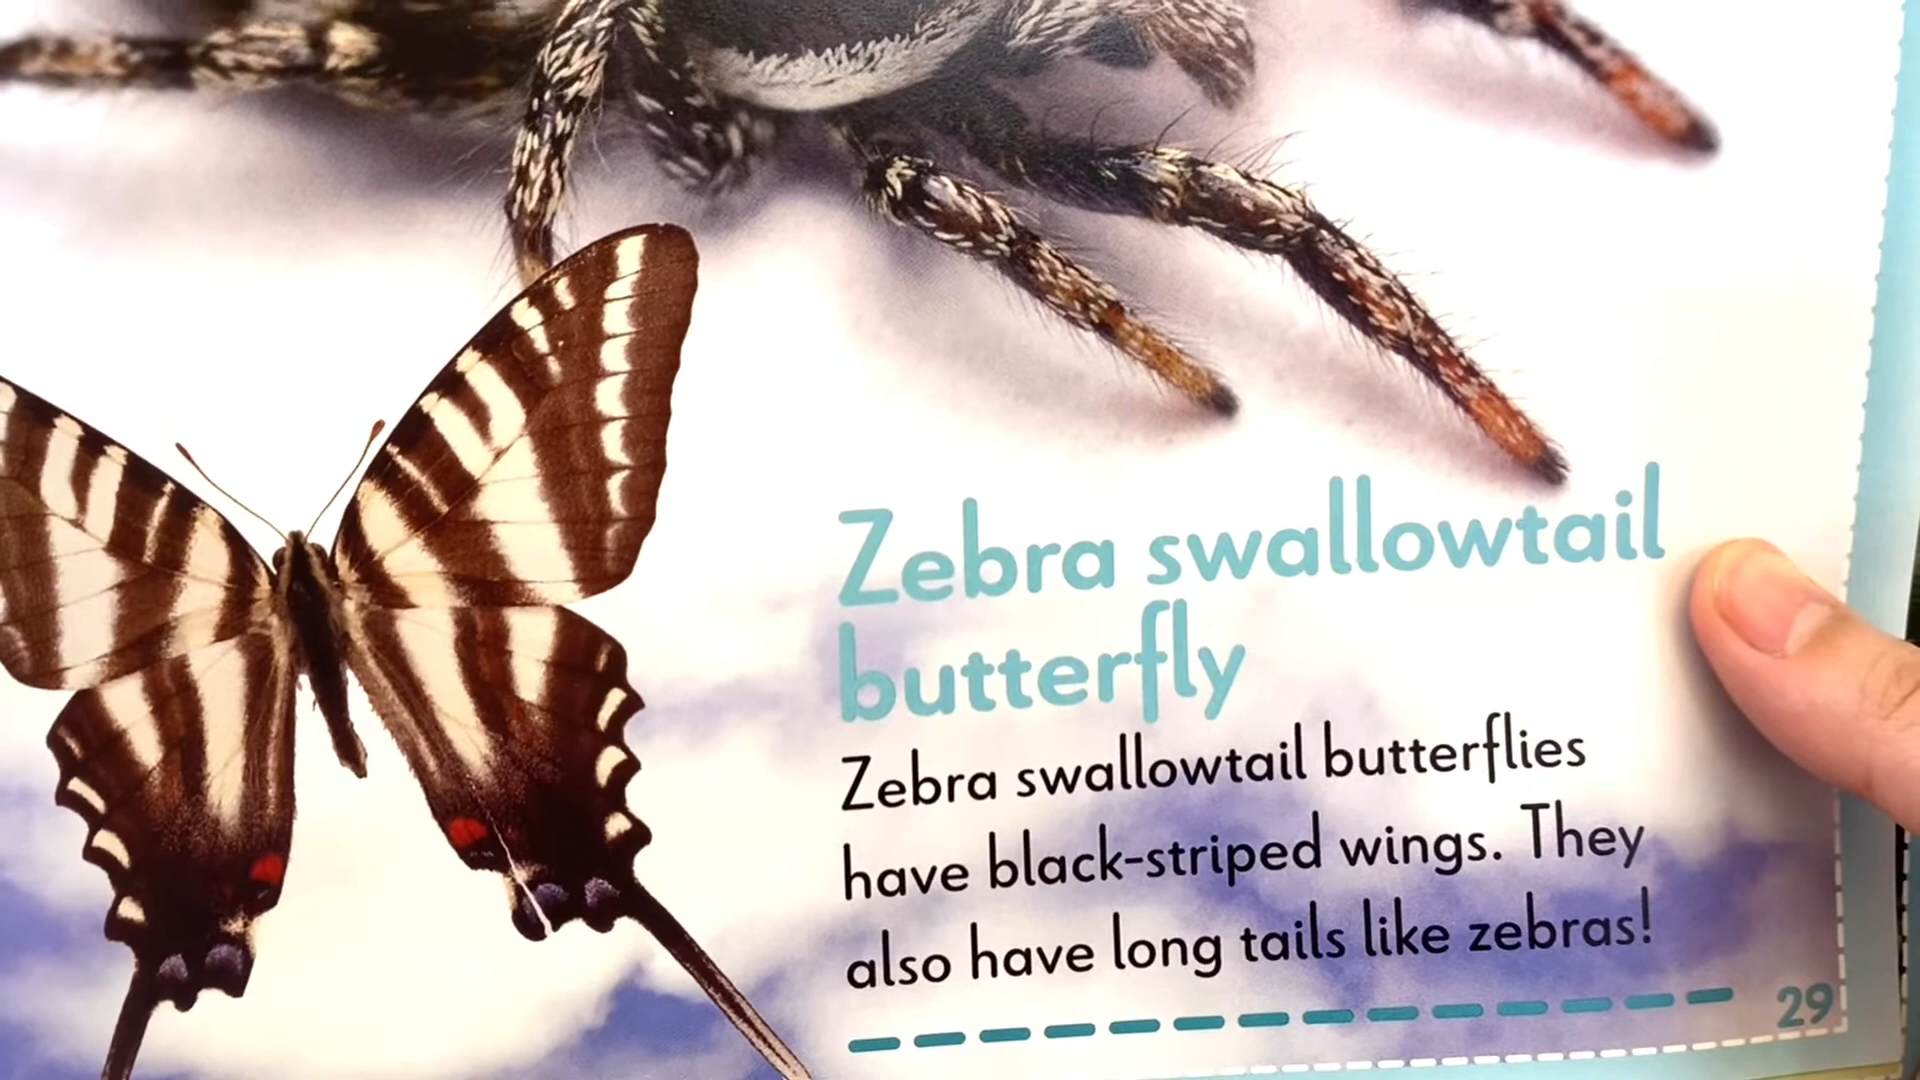 Zebra swallowtail
butterfly
Zebra swallowtail butterflies
have black-striped wings. They
also have long tails like zebras!
29